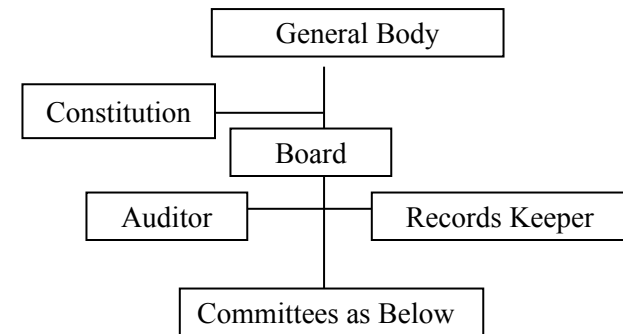 General Body
Constitution
Board
Auditor
Records Keeper
Committees as Below